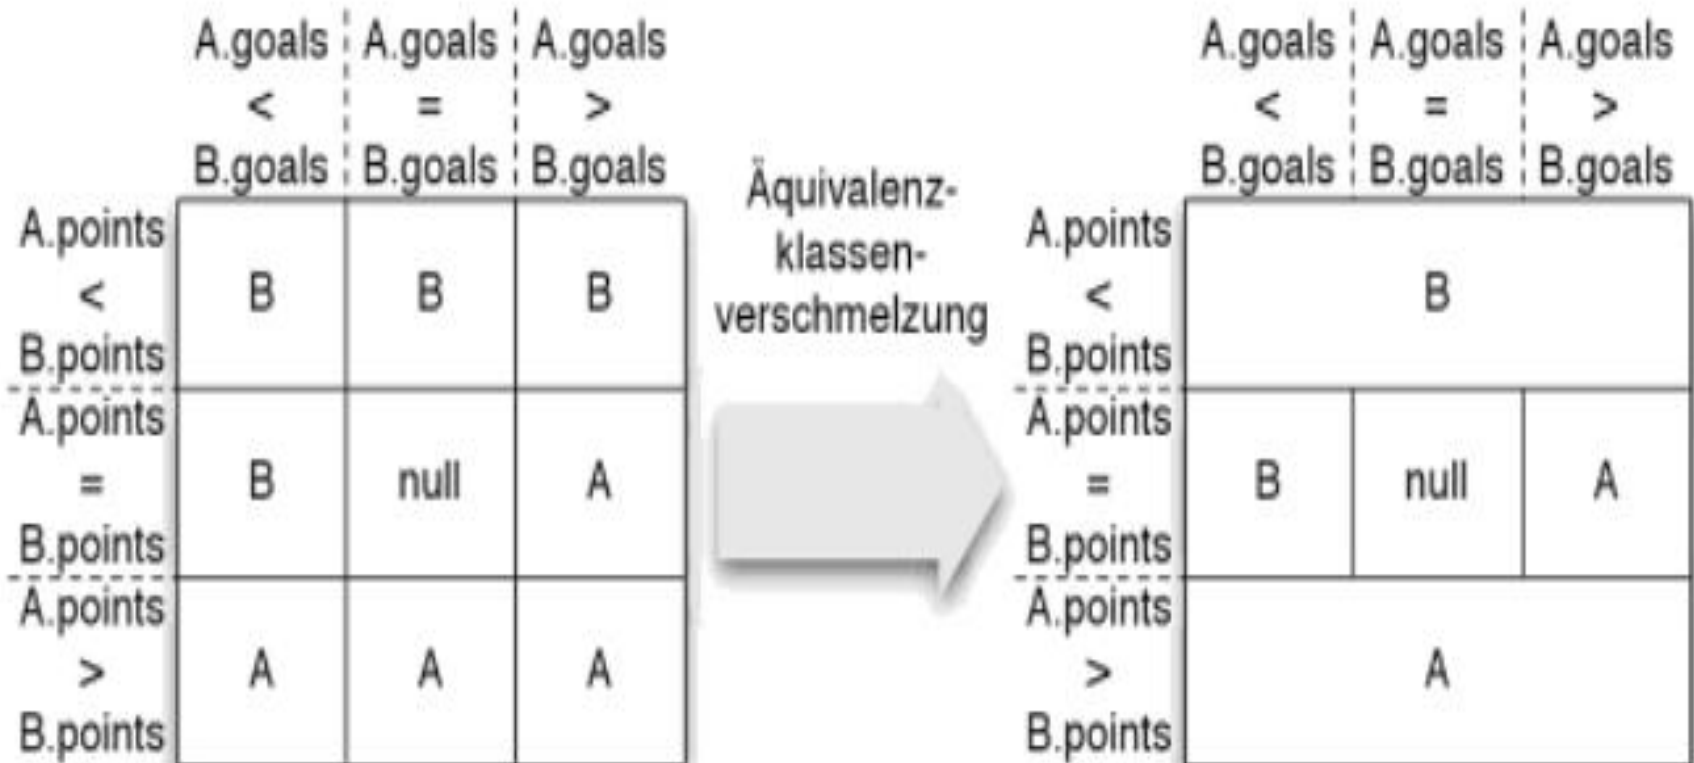 A.goals A.goals A.goals
< = >
B.goals B.goals B.goals
A.points
<
B.points
B B B
A.points
=
B.points
B null A
A.points
>
B.points
A A A
Äquivalenz-
klassen-
verschmelzung
A.goals A.goals A.goals
< = >
B.goals B.goals B.goals
A.points
<
B.points
B
A.points
=
B.points
B null A
A.points
>
B.points
A